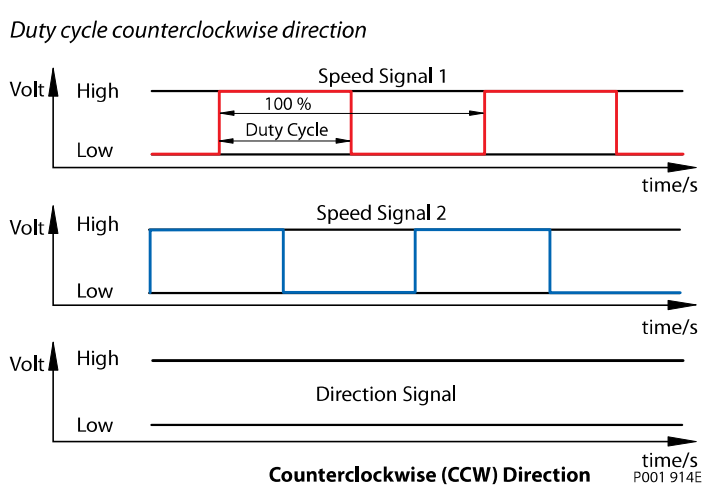 Duty cycle counterclockwise direction
Speed Signal 1
Volt
High
100 %
Duty Cycle
Low
time/s
Speed Signal 2
Volt
High
Low
time/s
Volt
High
Direction Signal
Low
time/s
Counterclockwise (CCW) Direction
P001 914E